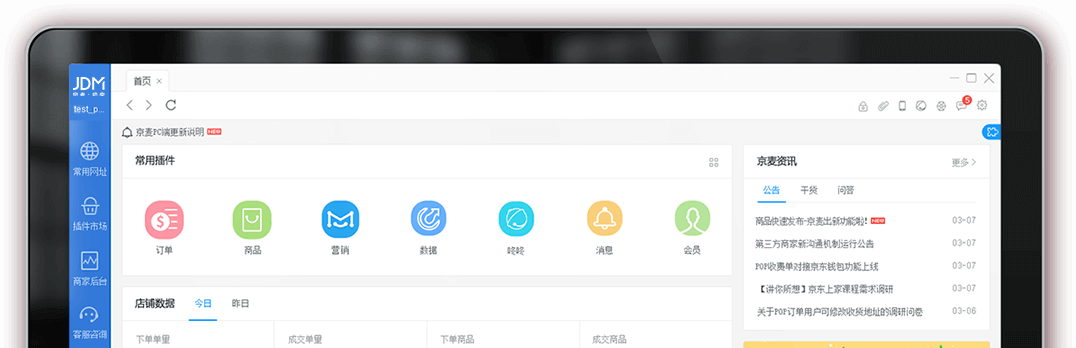 JDM
京麦·创鱼
test_p...
常用网址
插件市场
商家后台
客服咨询
首页
5
京麦PC端更新说明 NEW
常用插件
订单
商品
营销
数据
咚咚
消息
会员
店铺数据 今日 昨日
下单单量
成交单量
下单商品
成交商品
京麦资讯 更多
公告 干货 问答
商品快速发布-京麦出新功能啦! NEW 03-07
第三方商家新沟通机制运行公告 03-07
POP收费单对接京东钱包功能上线 03-07
【讲你所想】京东上家课程需求调研 03-07
关于POP订单用户可修改收货地址的调研问卷 03-06